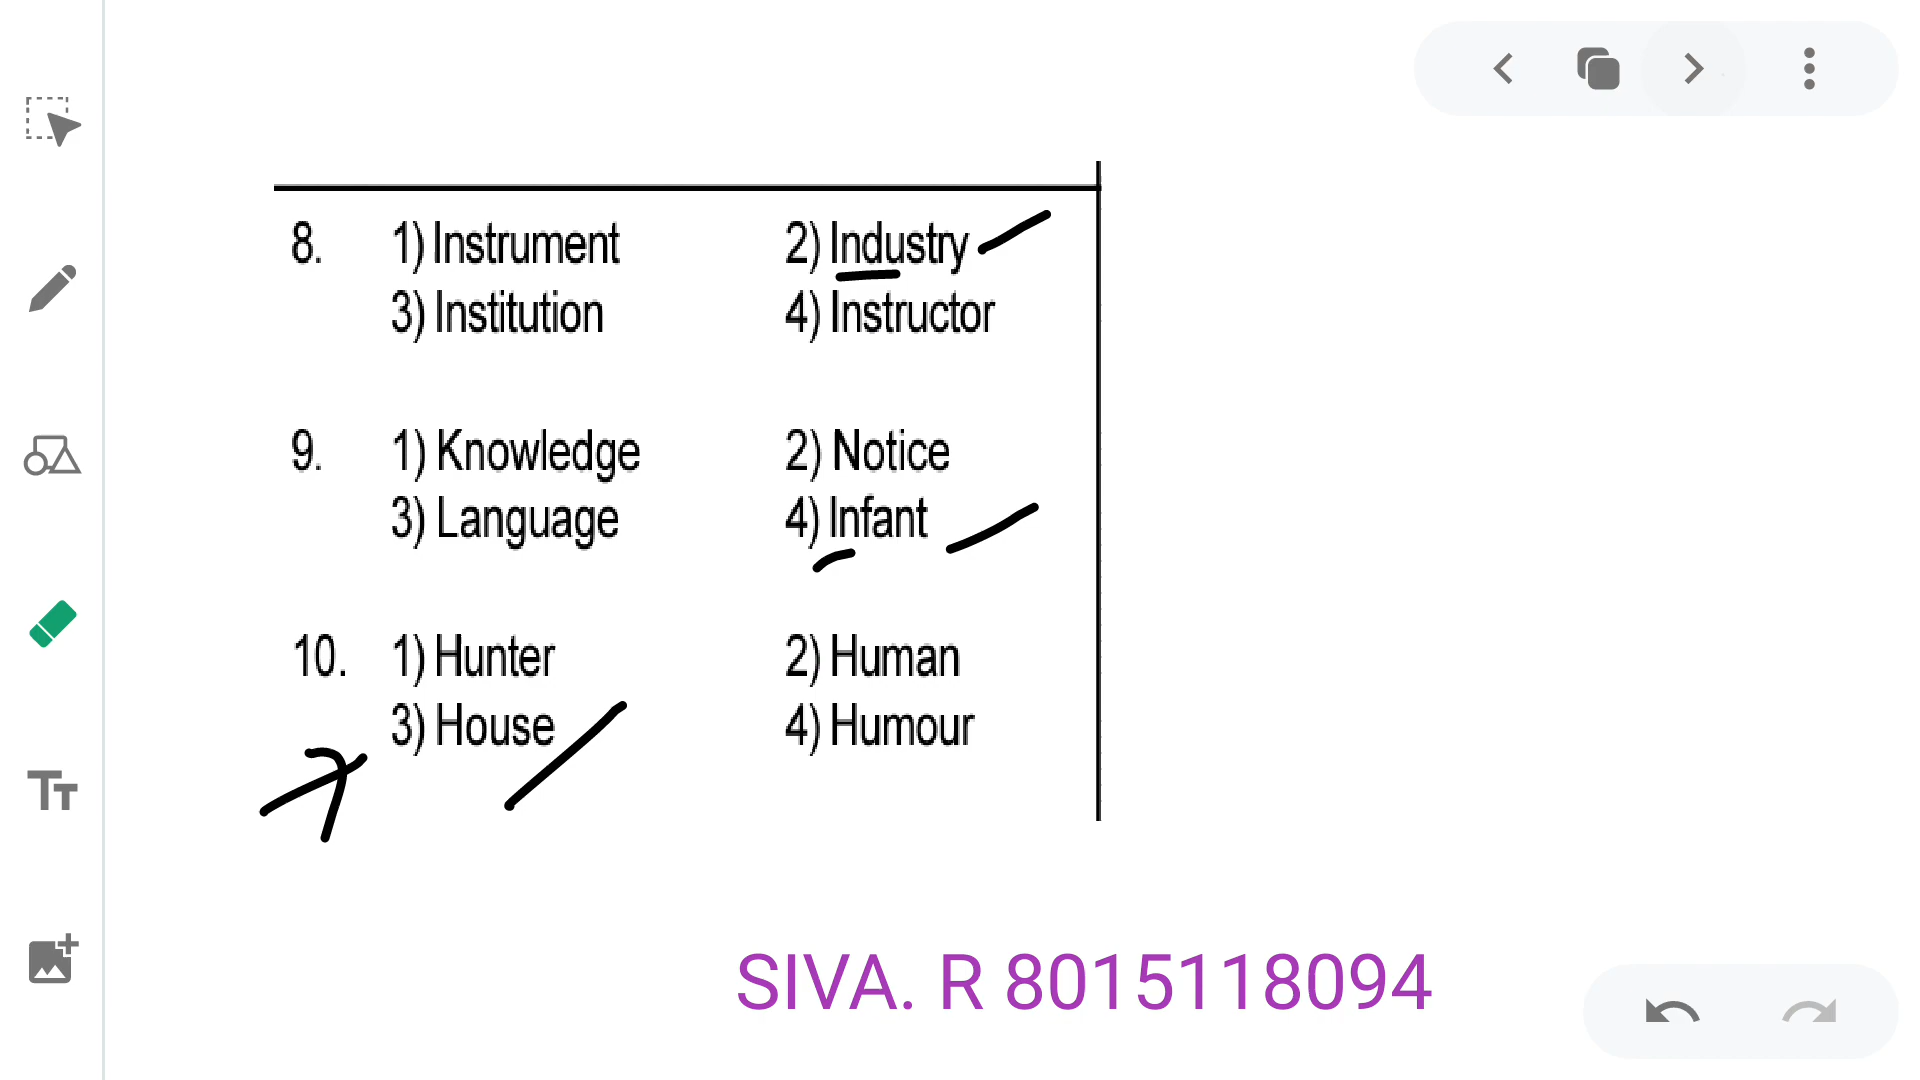 8. 1) Instrument 2) Industry
3) Institution 4) Instructor
9. 1) Knowledge 2) Notice
3) Language 4) Infant
10. 1) Hunter 2) Human
3) House 4) Humour
SIVA. R 8015118094